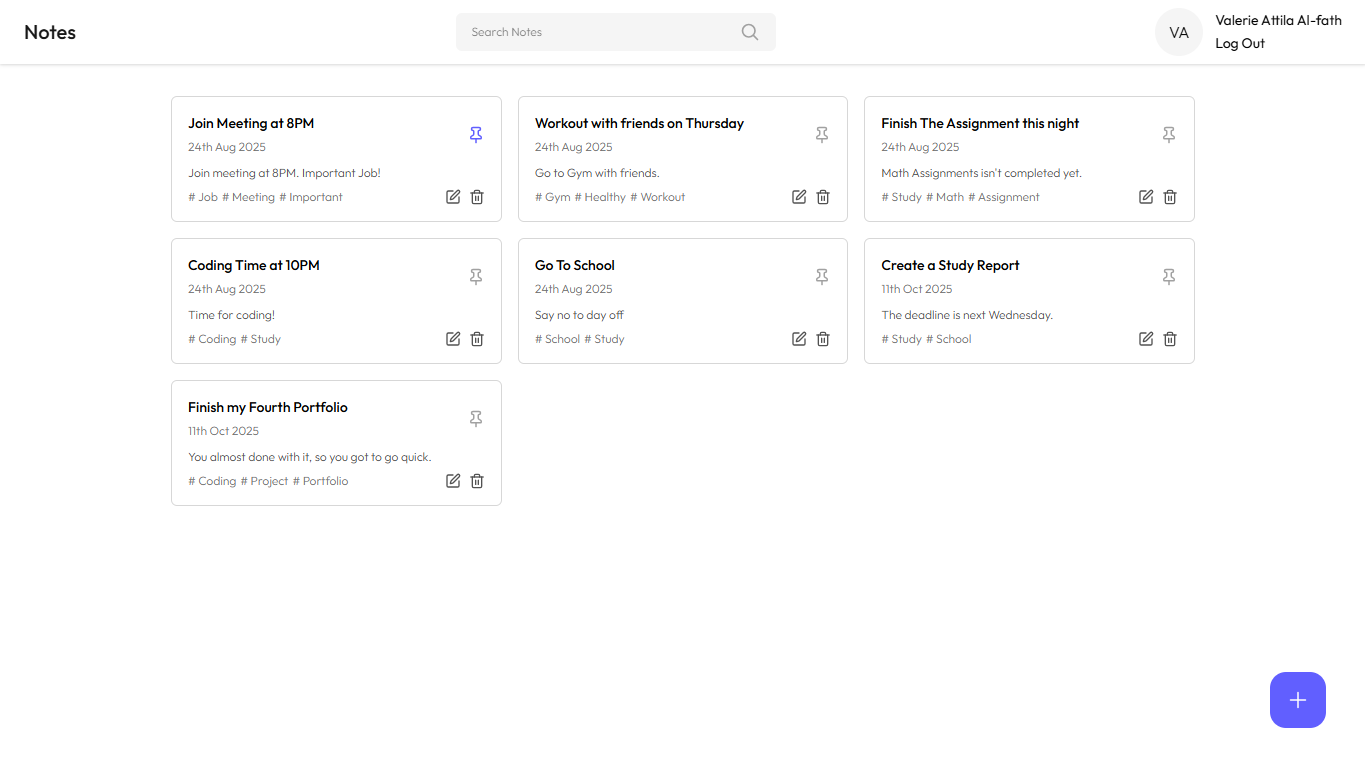 Notes
Search Notes
VA
Valerie Attila Al-fath
Log Out
Join Meeting at 8PM
24th Aug 2025
Join meeting at 8PM. Important Job!
# Job # Meeting # Important
Workout with friends on Thursday
24th Aug 2025
Go to Gym with friends.
# Gym # Healthy # Workout
Finish The Assignment this night
24th Aug 2025
Math Assignments isn't completed yet.
# Study # Math # Assignment
Coding Time at 10PM
24th Aug 2025
Time for coding!
# Coding # Study
Go To School
24th Aug 2025
Say no to day off
# School # Study
Create a Study Report
11th Oct 2025
The deadline is next Wednesday.
# Study # School
Finish my Fourth Portfolio
11th Oct 2025
You almost done with it, so you got to go quick.
# Coding # Project # Portfolio